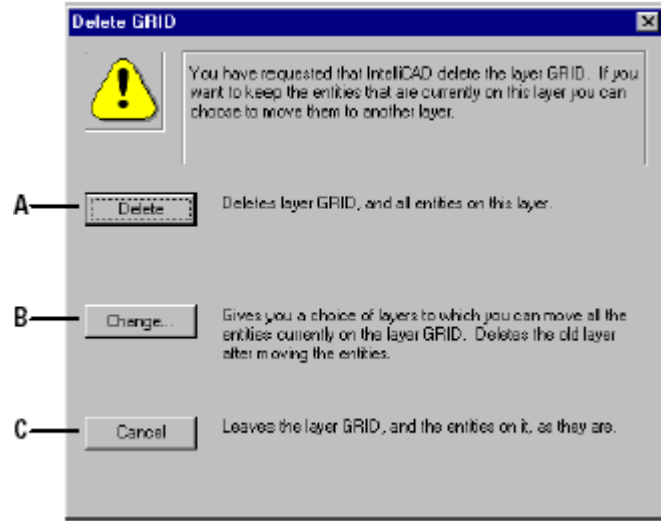 Delete GRID
You have requested that IntelliCAD delete the layer GRID. If you
want to keep the entities that are currently on this layer you can
choose to move them to another layer.
A
Delete
Deletes layer GRID, and all entities on this layer.
B
Change...
Gives you a choice of layers to which you can move all the
entities currently on the layer GRID. Deletes the old layer
after moving the entities.
C
Cancel
Leaves the layer GRID, and the entities on it, as they are.